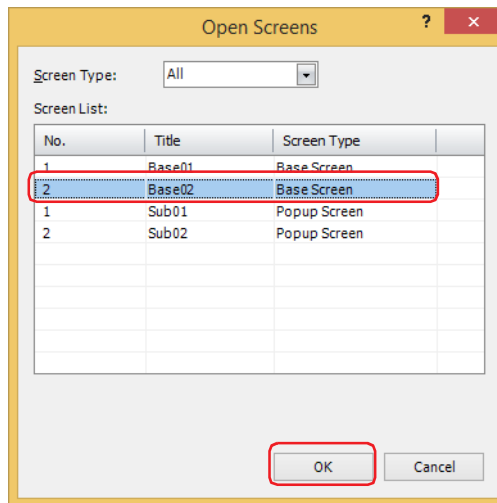 Open Screens ? ×
Screen Type: All
Screen List:
No. Title Screen Type
1 Base01 Base Screen
2 Base02 Base Screen
1 Sub01 Popup Screen
2 Sub02 Popup Screen
OK Cancel